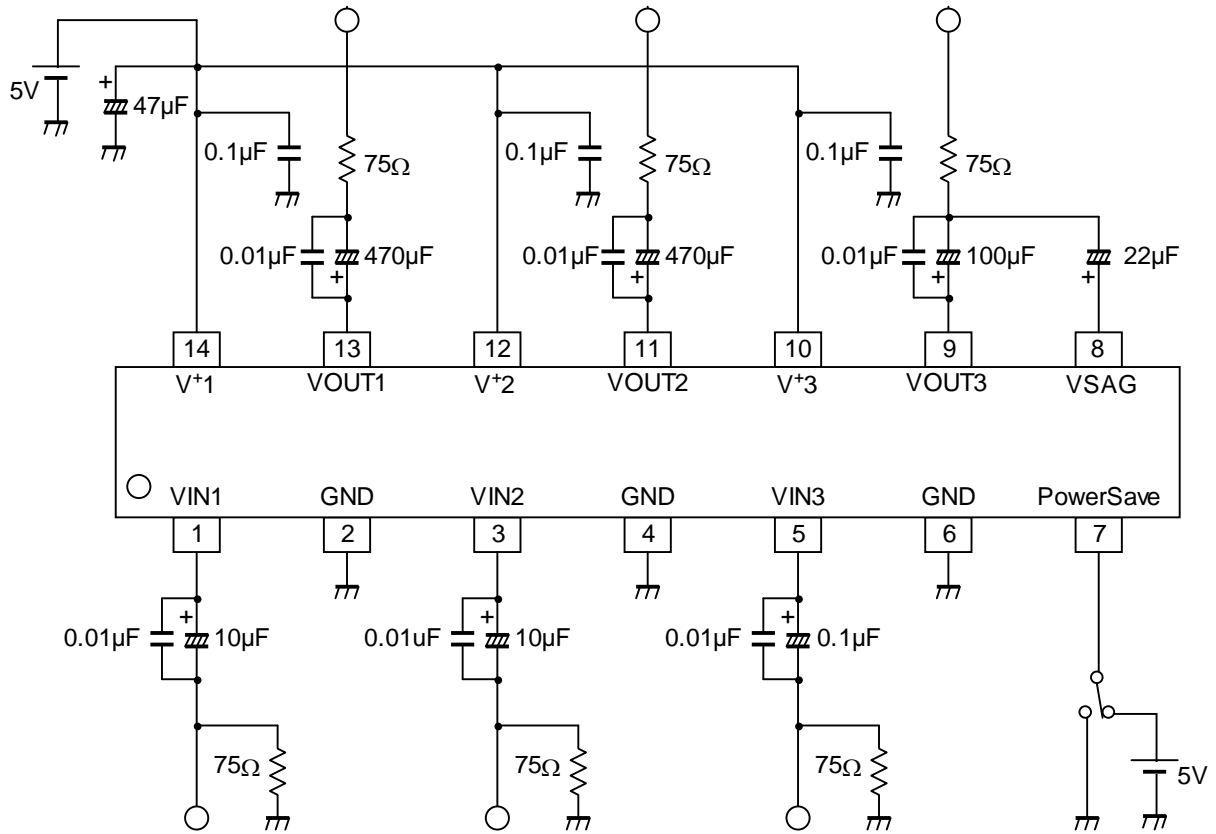 5V
+
47µF
0.1µF
75Ω
0.1µF
75Ω
0.1µF
75Ω
0.01µF
+
470µF
0.01µF
+
470µF
0.01µF
+
100µF
+
22µF
14
13
12
11
10
9
8
V+1
VOUT1
V+2
VOUT2
V+3
VOUT3
VSAG
VIN1
GND
VIN2
GND
VIN3
GND
PowerSave
1
2
3
4
5
6
7
0.01µF
+
10µF
0.01uF
+
10µF
0.01µF
+
0.1µF
75Ω
75Ω
75Ω
5V